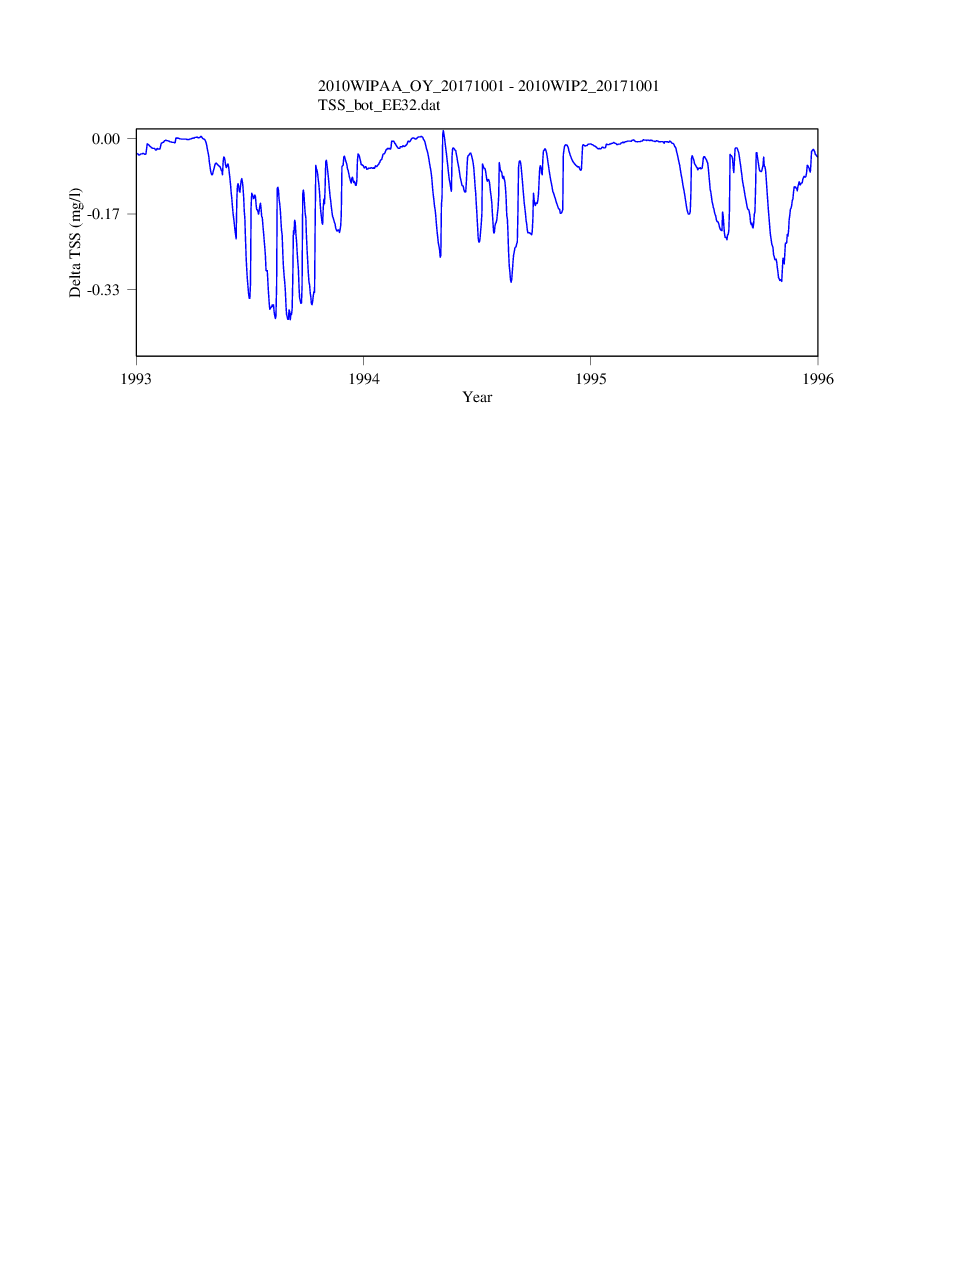 2010WIPAA_OY_20171001 - 2010WIP2_20171001
TSS_bot_EE32.dat
0.00
-0.17
-0.33
Delta TSS (mg/l)
1993
1994
1995
1996
Year